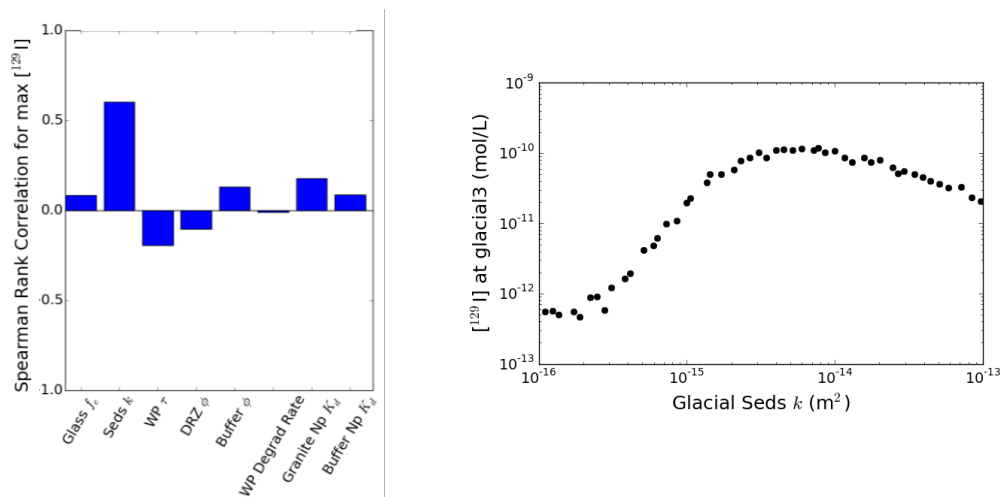 Spearman Rank Correlation for max [¹²⁹I]
1.0
0.5
0.0
-0.5
-1.0
Glass fₑ
Seds k
WP τ
DRZ ϕ
Buffer ϕ
WP Degrad Rate
Granite Np K_d
Buffer Np K_d
[¹²⁹I] at glacial3 (mol/L)
10⁻⁹
10⁻¹⁰
10⁻¹¹
10⁻¹²
10⁻¹³
10⁻¹⁶
10⁻¹⁵
10⁻¹⁴
10⁻¹³
Glacial Seds k (m²)